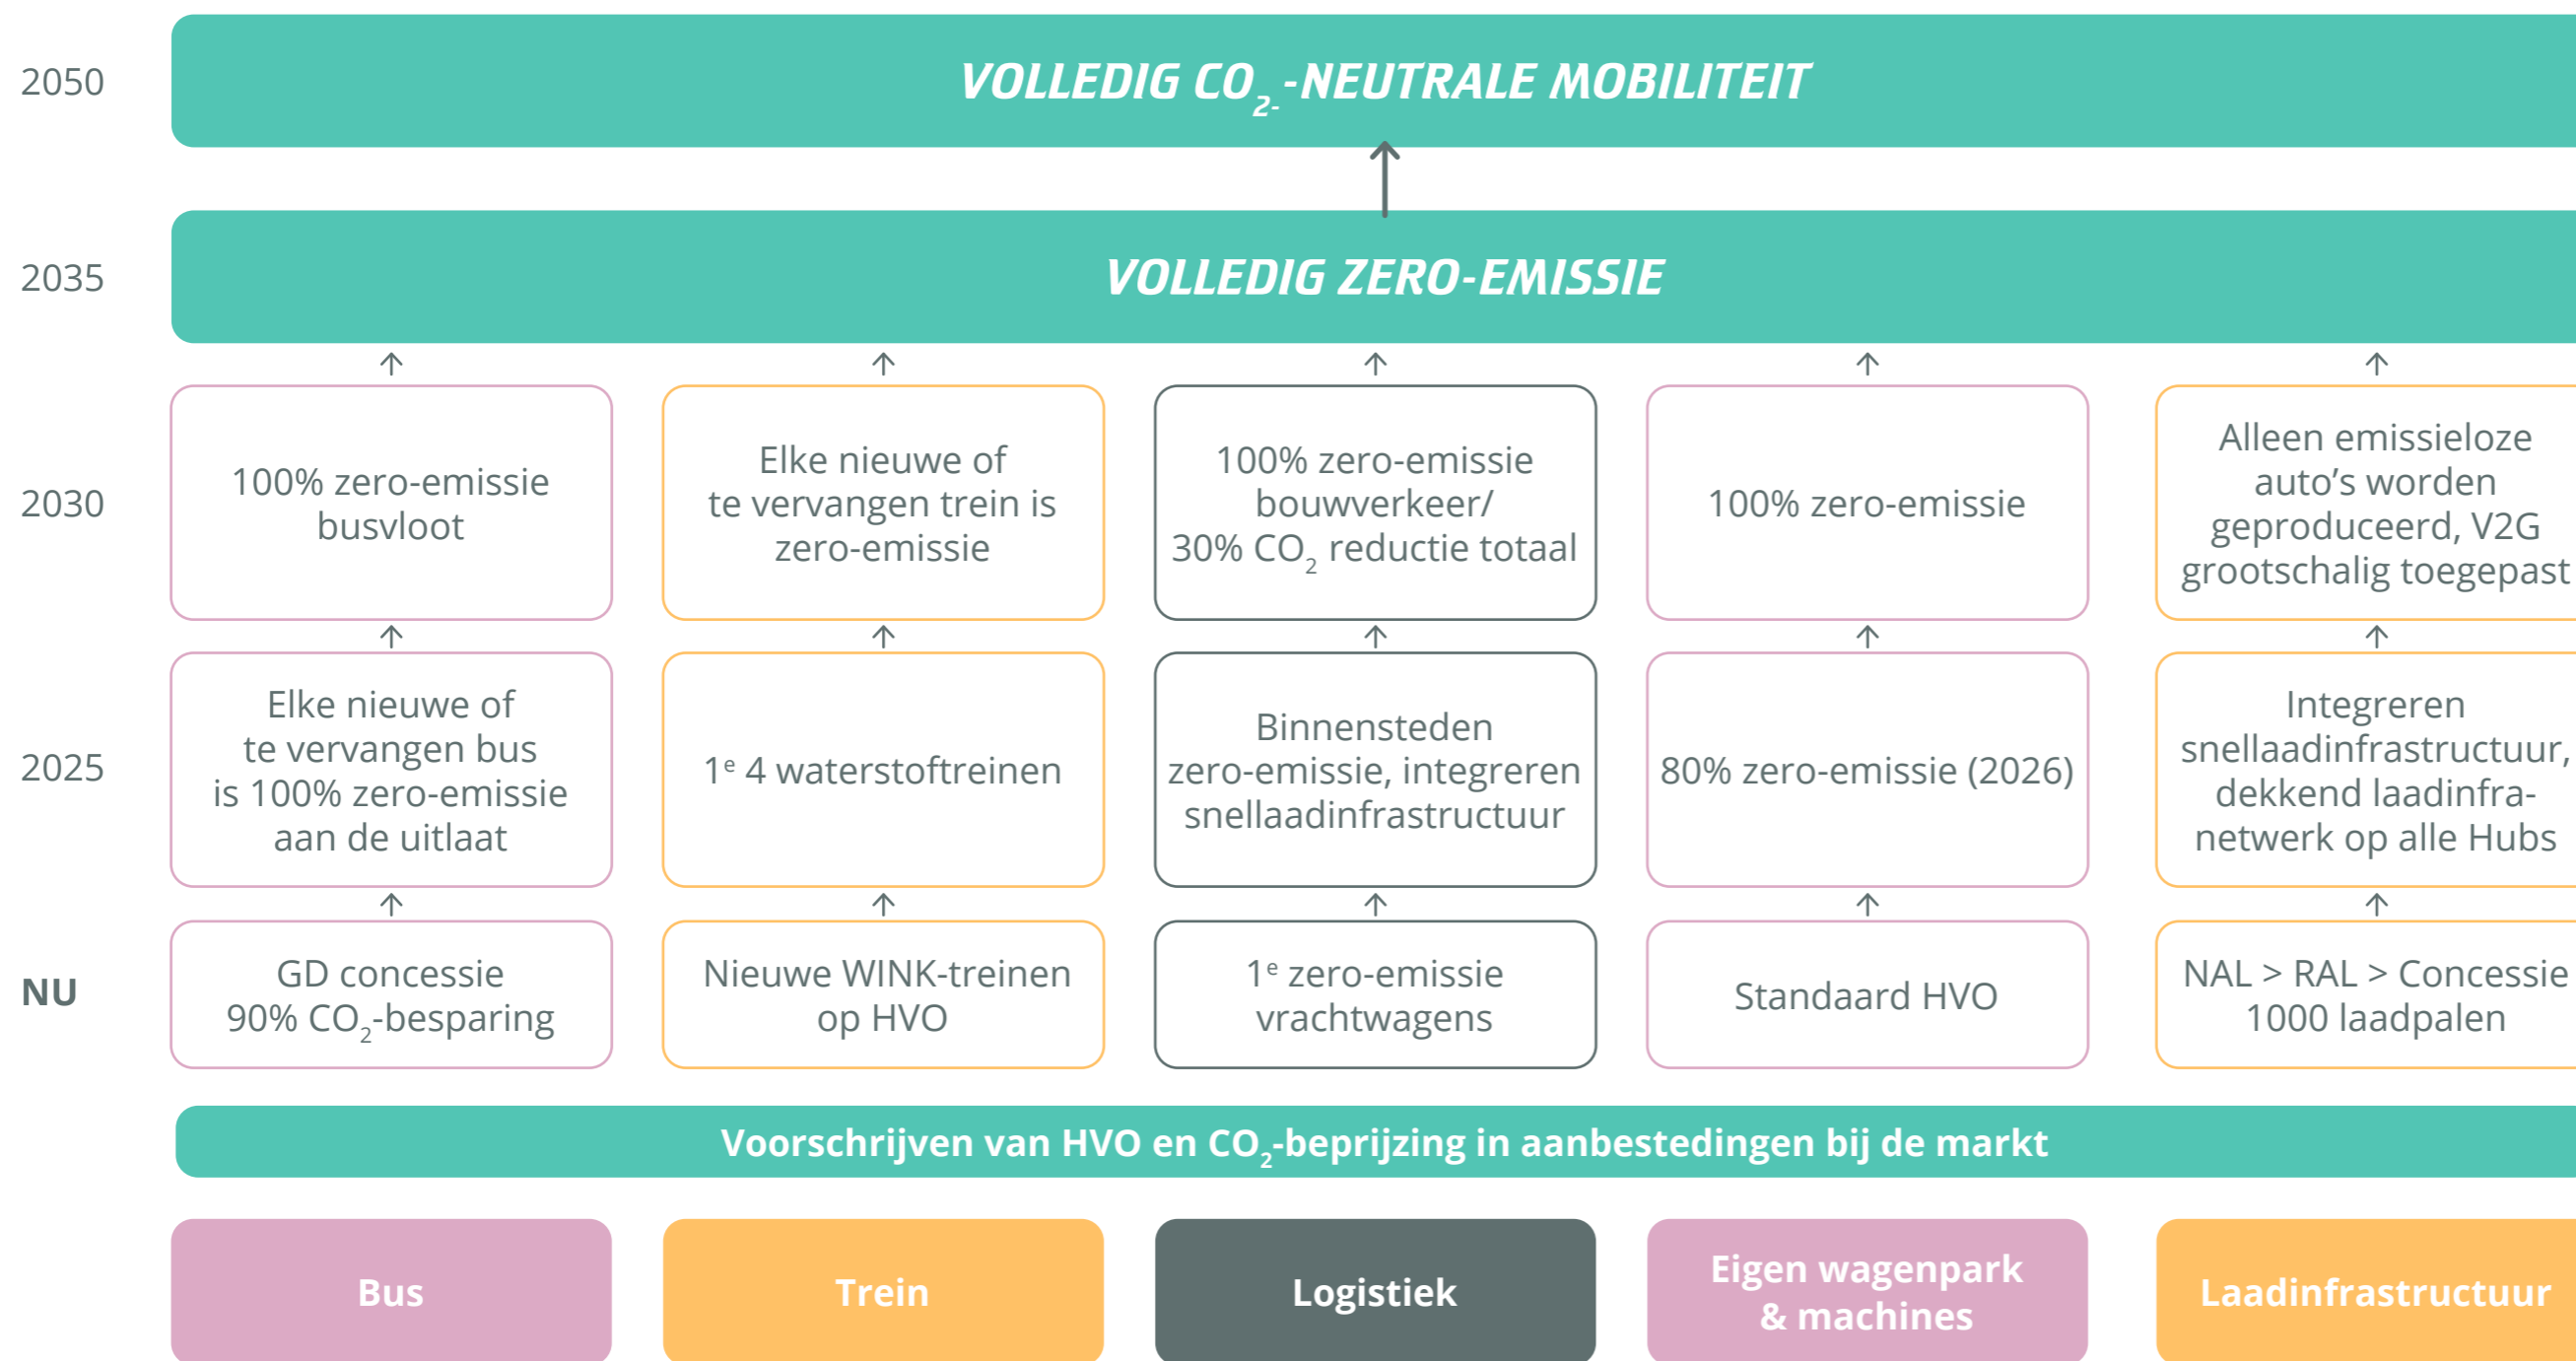 2050
VOLLEDIG CO2--NEUTRALE MOBILITEIT
2035
VOLLEDIG ZERO-EMISSIE
2030
100% zero-emissie
busvloot
Elke nieuwe of
te vervangen trein is
zero-emissie
100% zero-emissie
bouwverkeer/
30% CO2 reductie totaal
100% zero-emissie
Alleen emissieloze
auto’s worden
geproduceerd, V2G
grootschalig toegepast
2025
Elke nieuwe of
te vervangen bus
is 100% zero-emissie
aan de uitlaat
1e 4 waterstoftreinen
Binnensteden
zero-emissie, integreren
snellaadinfrastructuur
80% zero-emissie (2026)
Integreren
snellaadinfrastructuur,
dekkend laadinfra-
netwerk op alle Hubs
NU
GD concessie
90% CO2-besparing
Nieuwe WINK-treinen
op HVO
1e zero-emissie
vrachtwagens
Standaard HVO
NAL > RAL > Concessie
1000 laadpalen
Voorschrijven van HVO en CO2-beprijzing in aanbestedingen bij de markt
Bus
Trein
Logistiek
Eigen wagenpark
& machines
Laadinfrastructuur